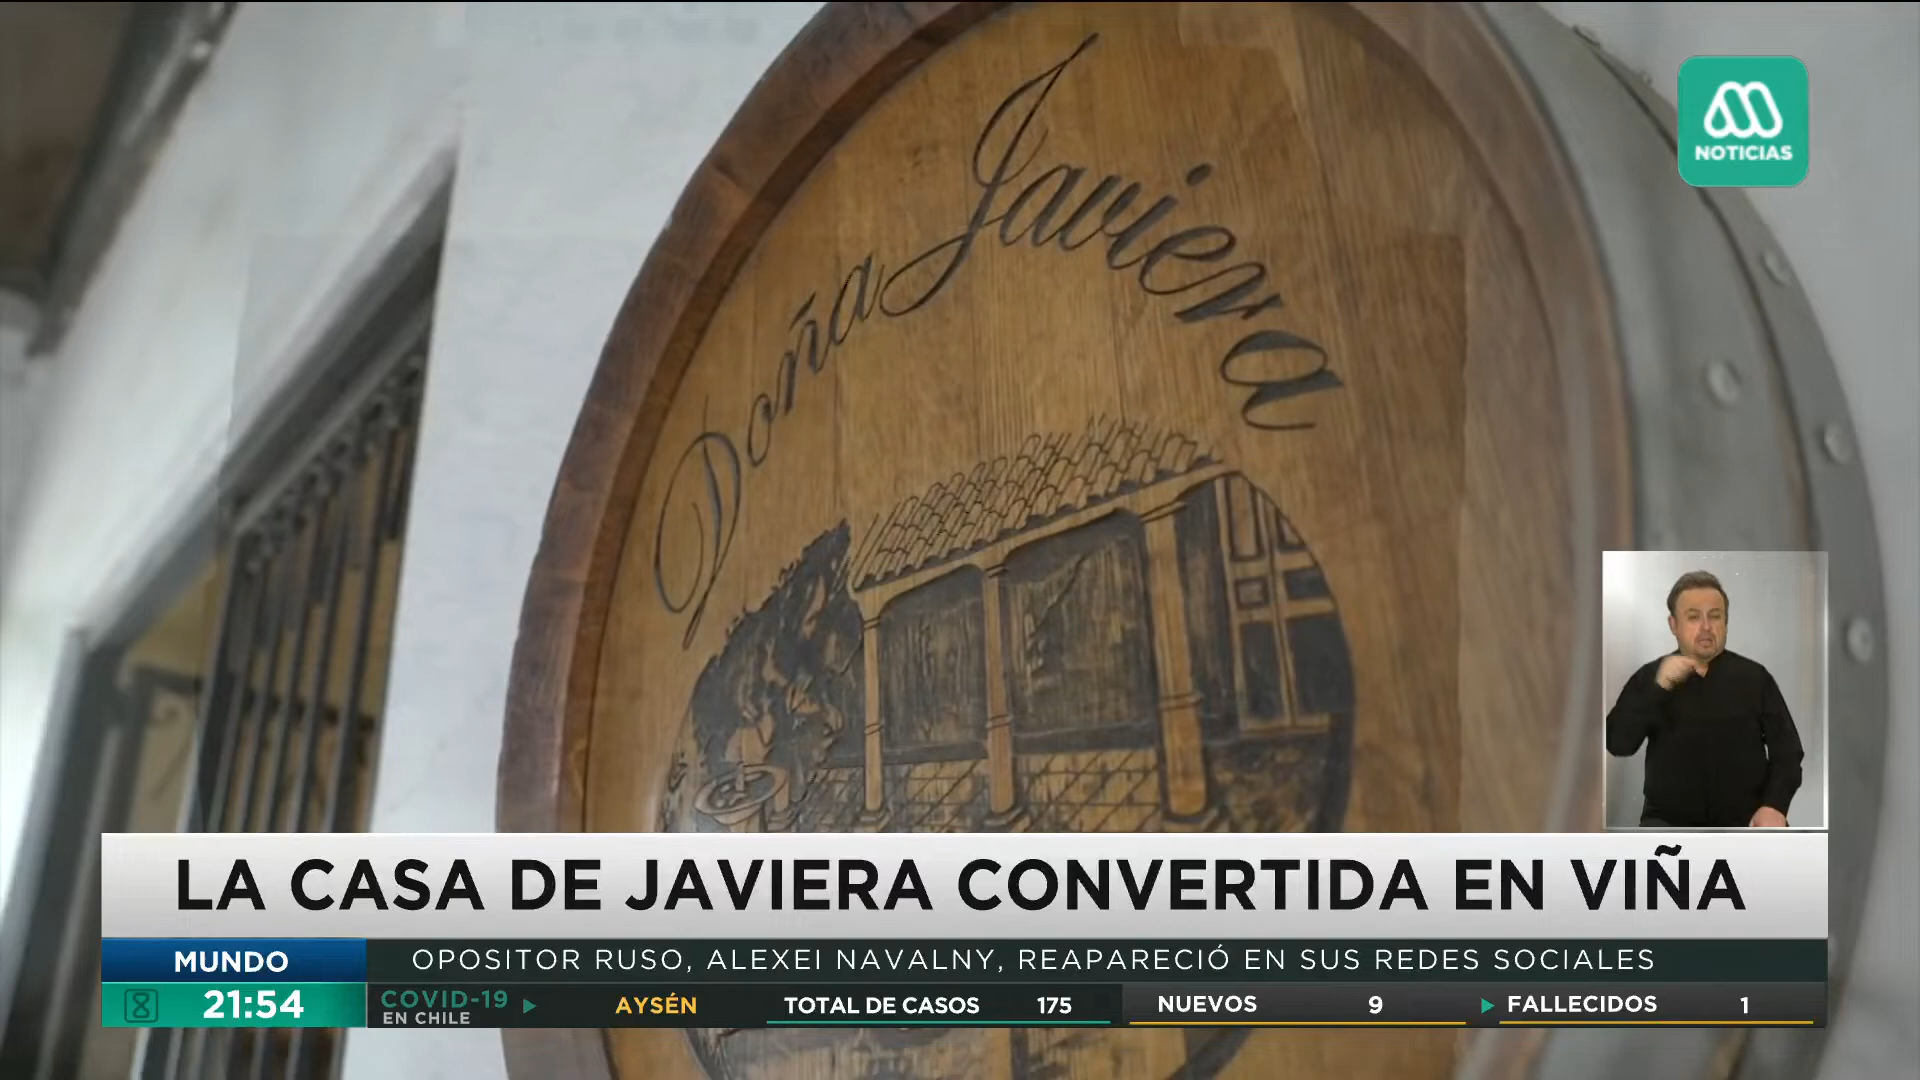 Doña Javiera
NOTICIAS
LA CASA DE JAVIERA CONVERTIDA EN VIÑA
MUNDO
OPOSITOR RUSO, ALEXEI NAVALNY, REAPARECIÓ EN SUS REDES SOCIALES
21:54
COVID-19
EN CHILE
AYSÉN
TOTAL DE CASOS 175
NUEVOS 9
FALLECIDOS 1